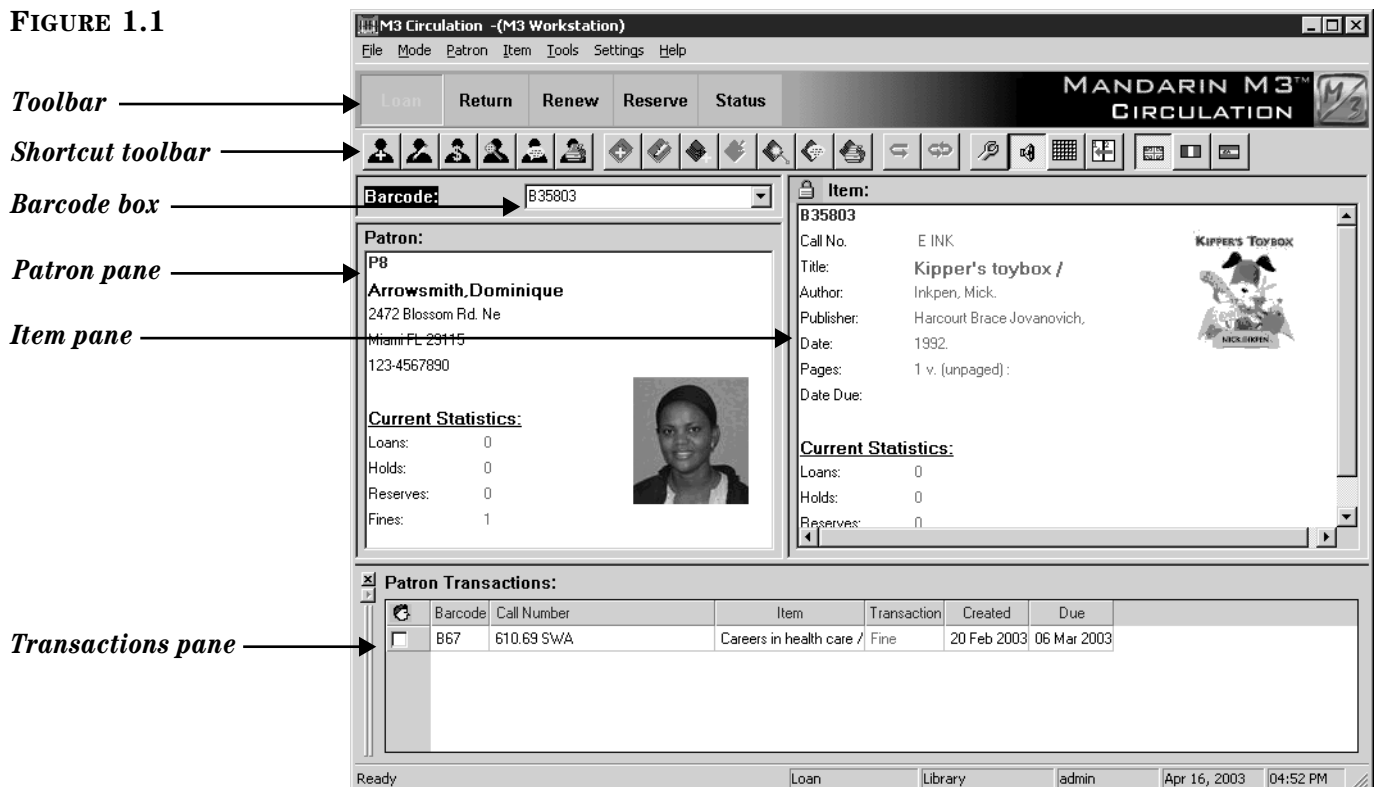 FIGURE 1.1
M3 Circulation -(M3 Workstation)
File Mode Patron Item Tools Settings Help
Toolbar
Loan Return Renew Reserve Status
MANDARIN M3™
CIRCULATION
M/3
Shortcut toolbar
Barcode box
Barcode: B35803
Patron pane
Patron:
P8
Arrowsmith,Dominique
2472 Blossom Rd. Ne
Miami FL 29115
123-4567890
Current Statistics:
Loans: 0
Holds: 0
Reserves: 0
Fines: 1
Item pane
Item:
B35803
Call No. E INK
Title: Kipper's toybox /
Author: Inkpen, Mick.
Publisher: Harcourt Brace Jovanovich,
Date: 1992.
Pages: 1 v. (unpaged) :
Date Due:
KIPPER'S TOYBOX
NICK INKPEN
Current Statistics:
Loans: 0
Holds: 0
Reserves: 0
Transactions pane
Patron Transactions:
Barcode Call Number Item Transaction Created Due
B67 610.69 SWA Careers in health care / Fine 20 Feb 2003 06 Mar 2003
Ready Loan Library admin Apr 16, 2003 04:52 PM